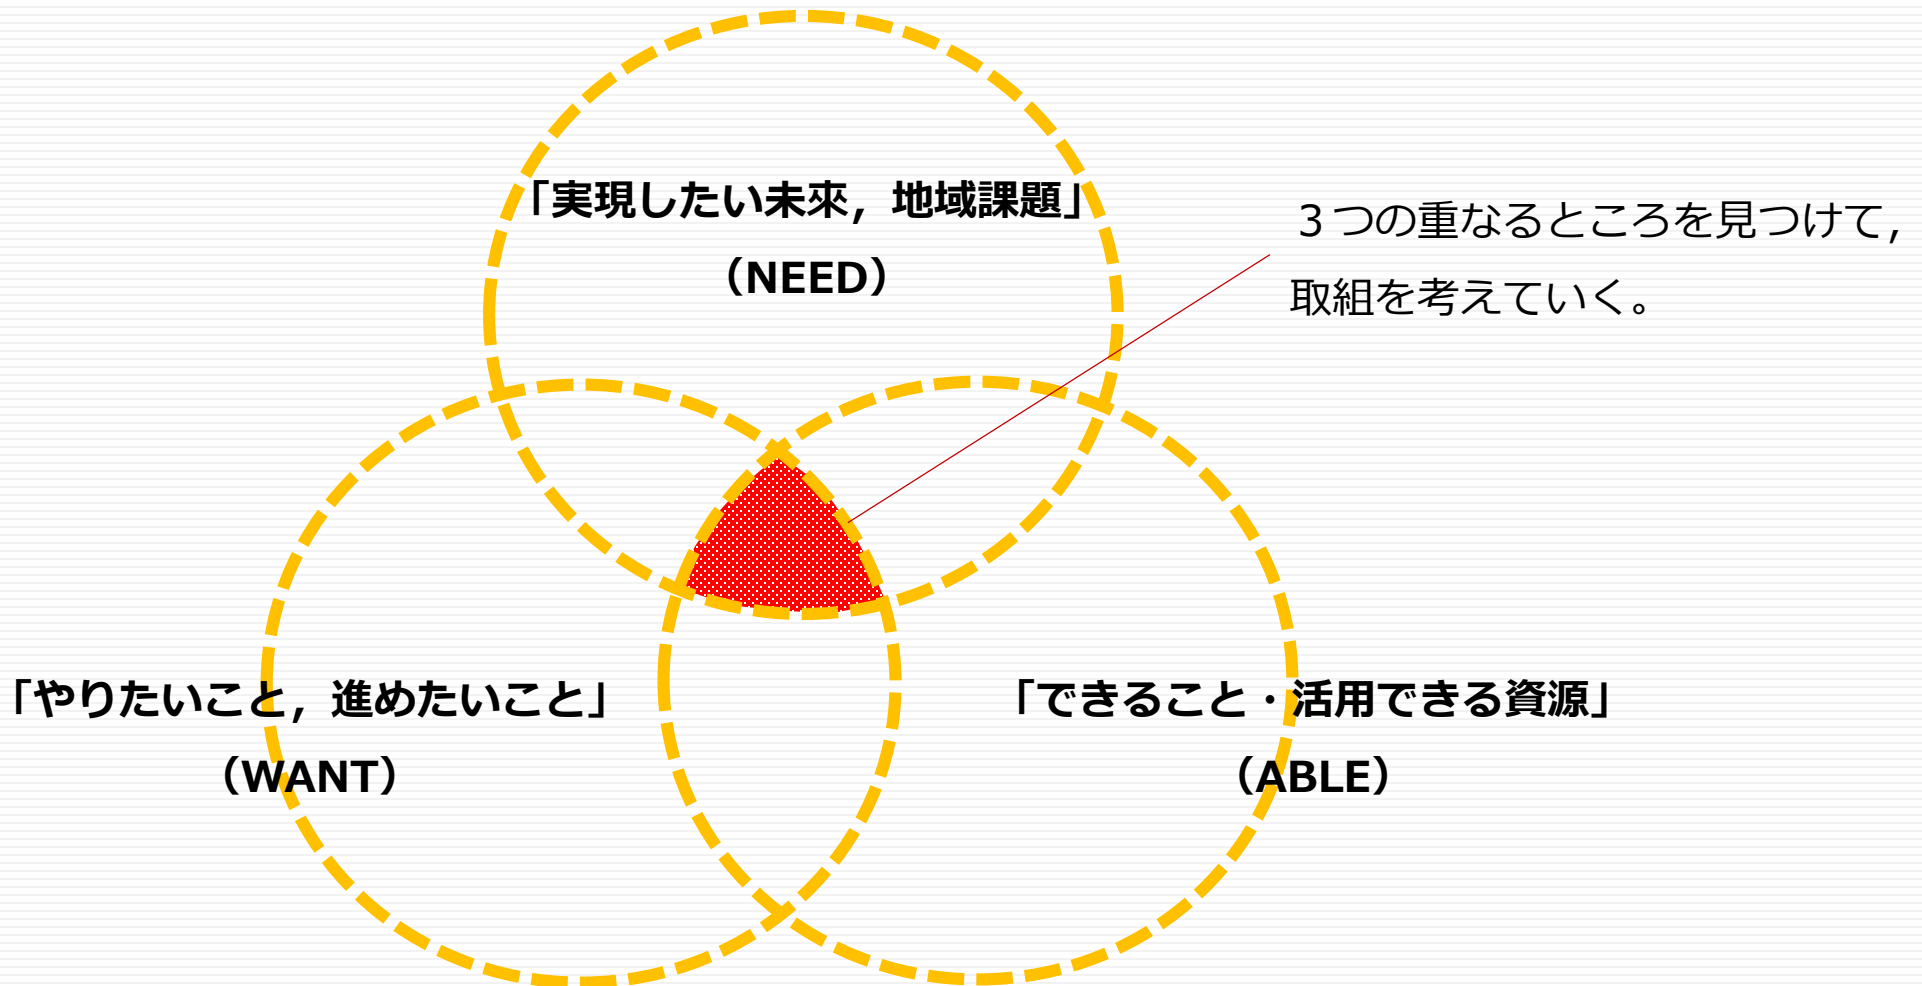 「実現したい未来，地域課題」
（NEED）
３つの重なるところを見つけて，
取組を考えていく。
「やりたいこと，進めたいこと」
（WANT）
「できること・活用できる資源」
（ABLE）